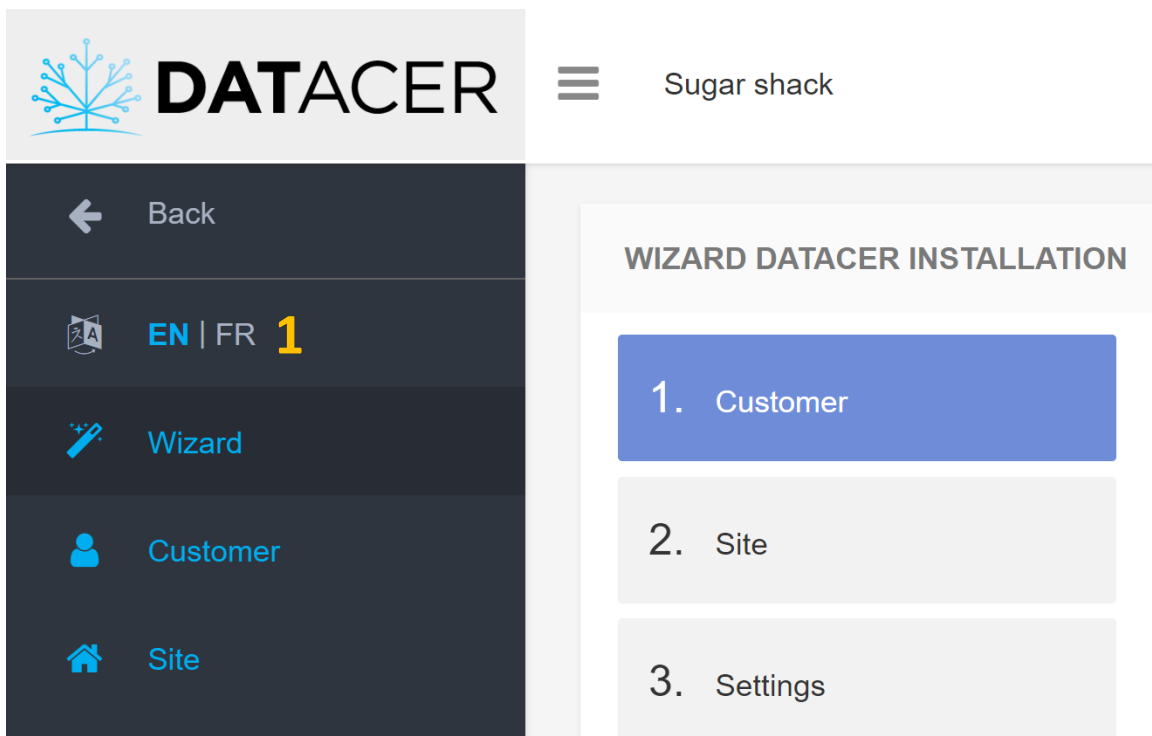 DATACER
Sugar shack
Back
EN | FR 1
Wizard
Customer
Site
WIZARD DATACER INSTALLATION
1. Customer
2. Site
3. Settings